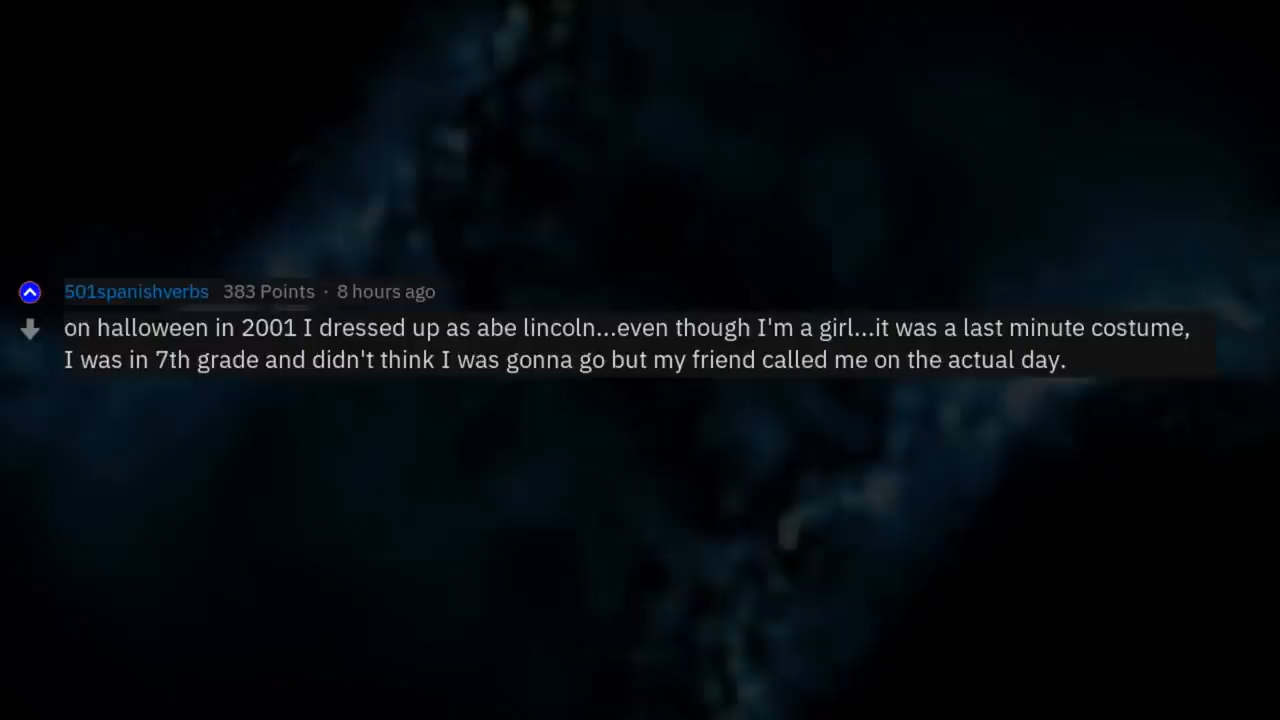 501spanishverbs 383 Points · 8 hours ago
on halloween in 2001 I dressed up as abe lincoln...even though I'm a girl...it was a last minute costume,
I was in 7th grade and didn't think I was gonna go but my friend called me on the actual day.